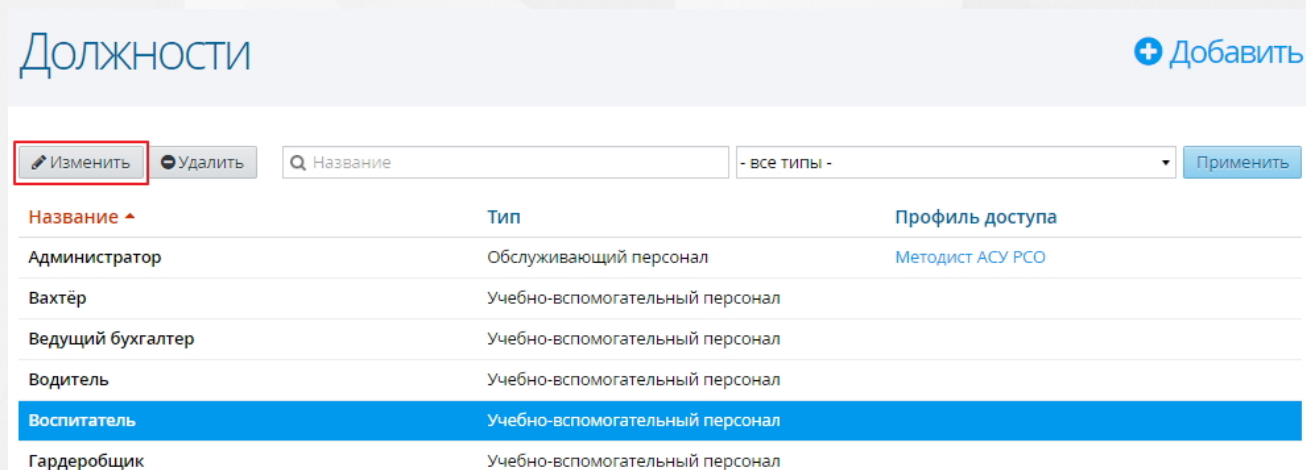 Должности
Добавить
Изменить Удалить Название - все типы - Применить
Название Тип Профиль доступа
Администратор Обслуживающий персонал Методист АСУ РСО
Вахтёр Учебно-вспомогательный персонал
Ведущий бухгалтер Учебно-вспомогательный персонал
Водитель Учебно-вспомогательный персонал
Воспитатель Учебно-вспомогательный персонал
Гардеробщик Учебно-вспомогательный персонал